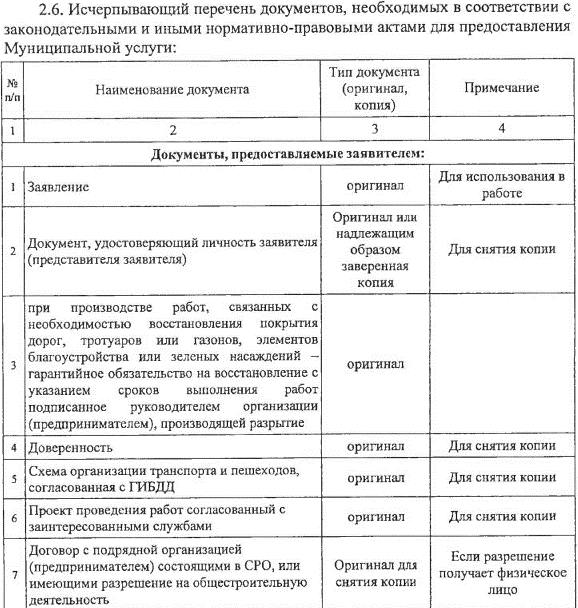 2.6. Исчерпывающий перечень документов, необходимых в соответствии с
законодательными и иными нормативно-правовыми актами для предоставления
Муниципальной услуги:
№
п/п
Наименование документа
Тип документа
(оригинал,
копия)
Примечание
1
2
3
4
Документы, предоставляемые заявителем:
1
Заявление
оригинал
Для использования в
работе
2
Документ, удостоверяющий личность заявителя
(представителя заявителя)
Оригинал или
надлежащим
образом
заверенная
копия
Для снятия копии
3
при производстве работ, связанных с
необходимостью восстановления покрытия
дорог, тротуаров или газонов, элементов
благоустройства или зеленых насаждений –
гарантийное обязательство на восстановление с
указанием сроков выполнения работ
подписанное руководителем организации
(предпринимателем), производящей разрытие
оригинал
4
Доверенность
оригинал
Для снятия копии
5
Схема организации транспорта и пешеходов,
согласованная с ГИБДД
оригинал
Для снятия копии
6
Проект проведения работ согласованный с
заинтересованными службами
оригинал
Для снятия копии
7
Договор с подрядной организацией
(предпринимателем) состоящими в СРО, или
имеющими разрешение на общестроительную
деятельность
Оригинал для
снятия копии
Если разрешение
получает физическое
лицо